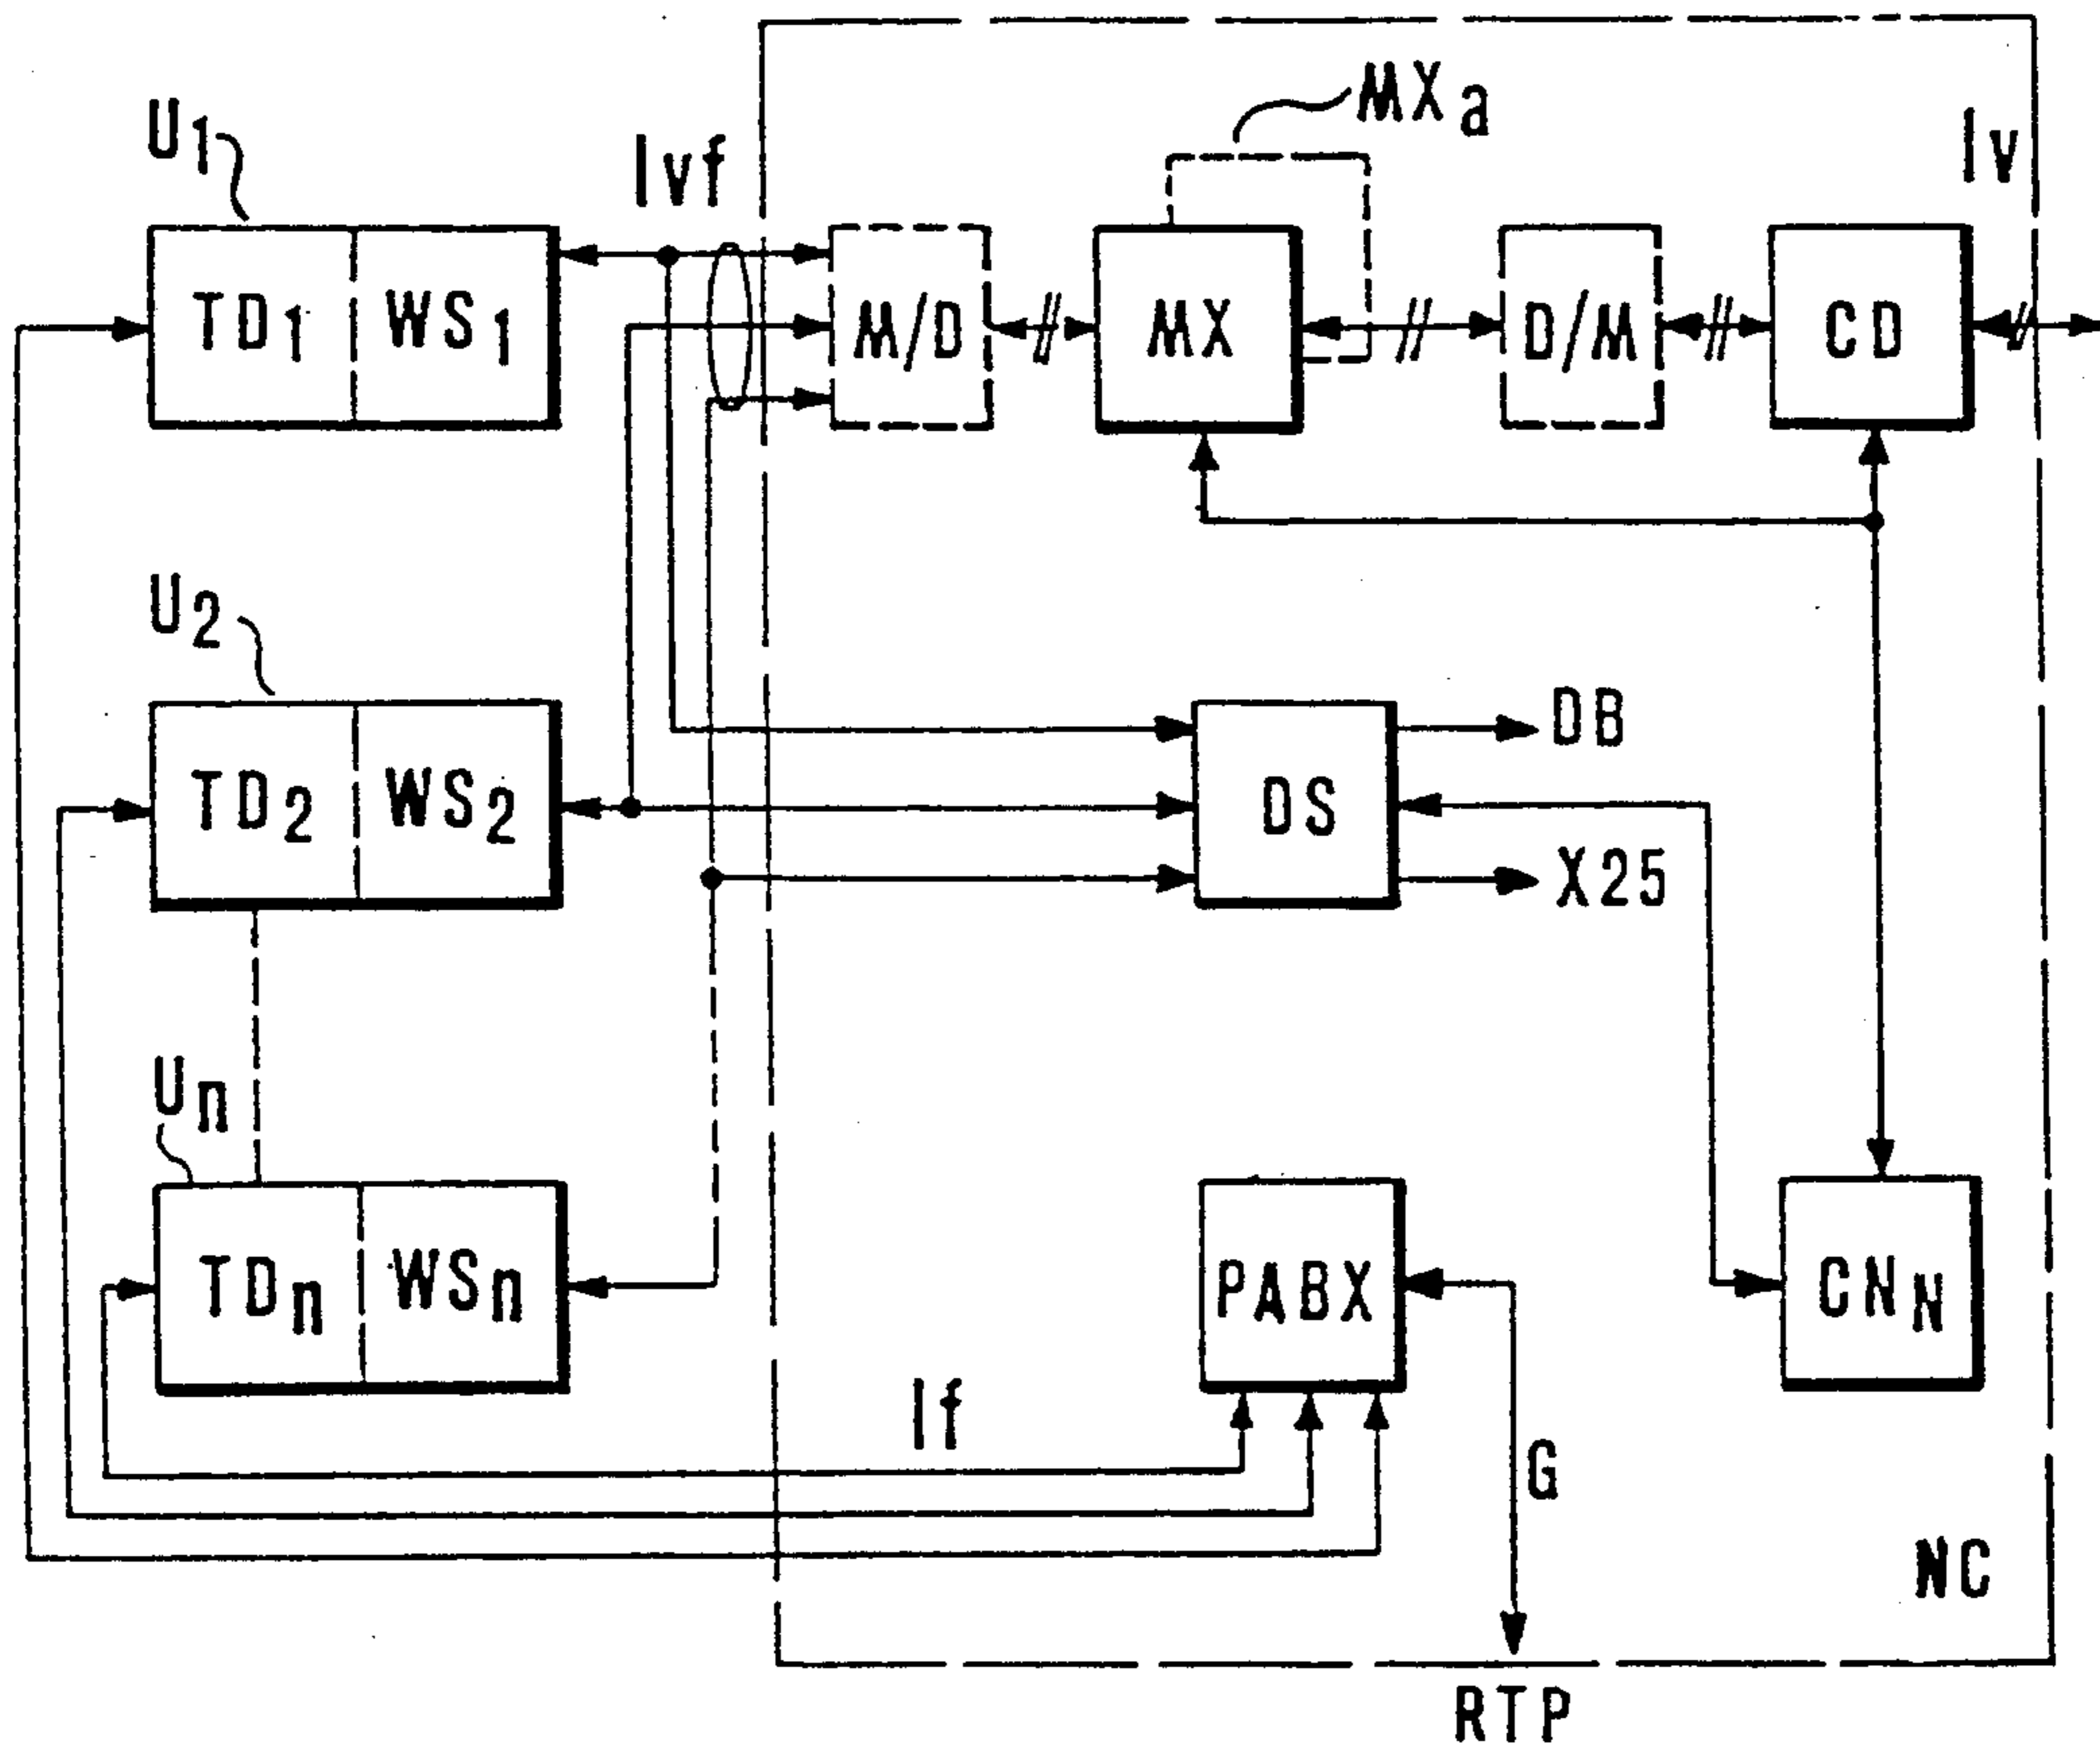 MXa
U1
Ivf
Iv
TD1 WS1
M/D
MX
D/M
CD
U2
TD2 WS2
DS
DB
X25
Un
TDn WSn
PABX
CNN
If
G
NC
RTP